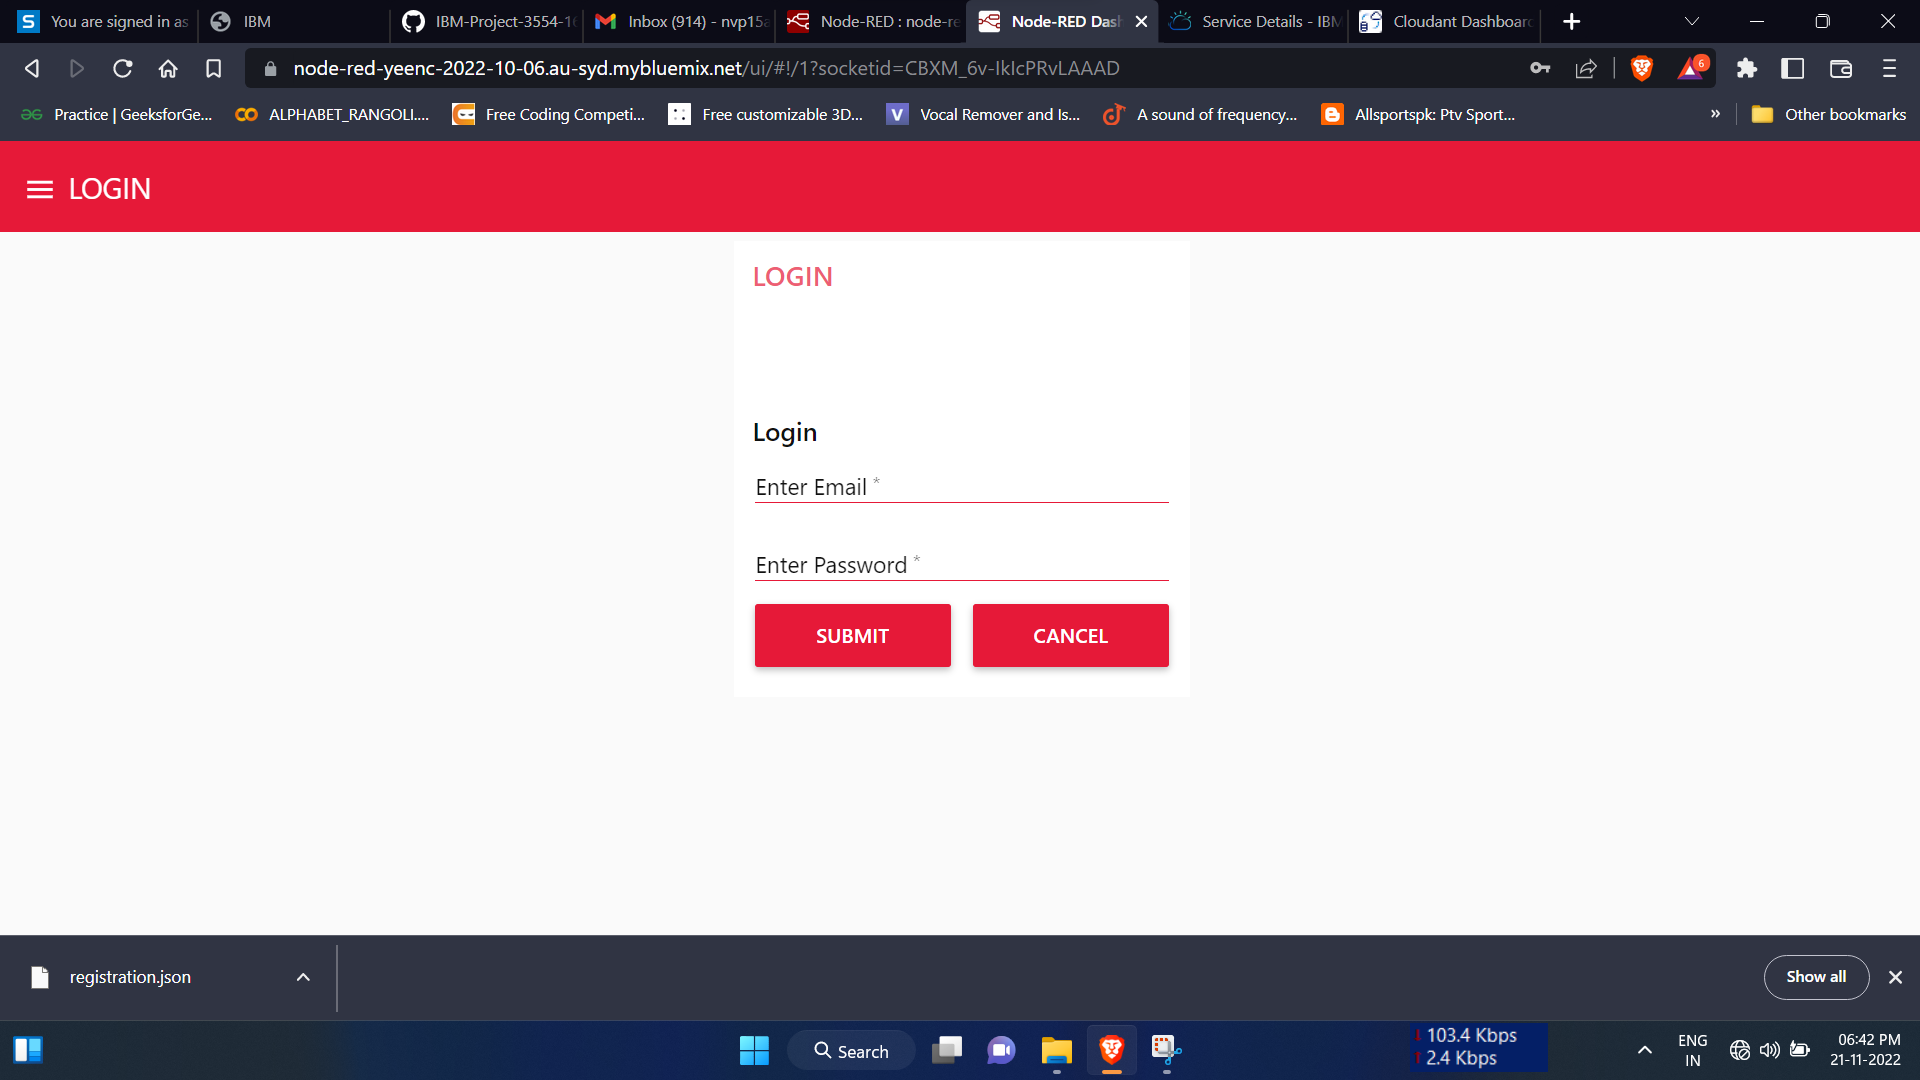 You are signed in as
IBM
IBM-Project-3554-16
Inbox (914) - nvp15a
Node-RED : node-re
Node-RED Dash
Service Details - IBM
Cloudant Dashboard
node-red-yeenc-2022-10-06.au-syd.mybluemix.net/ui/#!/1?socketid=CBXM_6v-IkIcPRvLAAAD
6
Practice | GeeksforGe...
ALPHABET_RANGOLI....
Free Coding Competi...
Free customizable 3D...
Vocal Remover and Is...
A sound of frequency...
Allsportspk: Ptv Sport...
»
Other bookmarks
LOGIN
LOGIN
Login
Enter Email *
Enter Password *
SUBMIT
CANCEL
registration.json
Show all
Search
103.4 Kbps
2.4 Kbps
ENG
IN
06:42 PM
21-11-2022